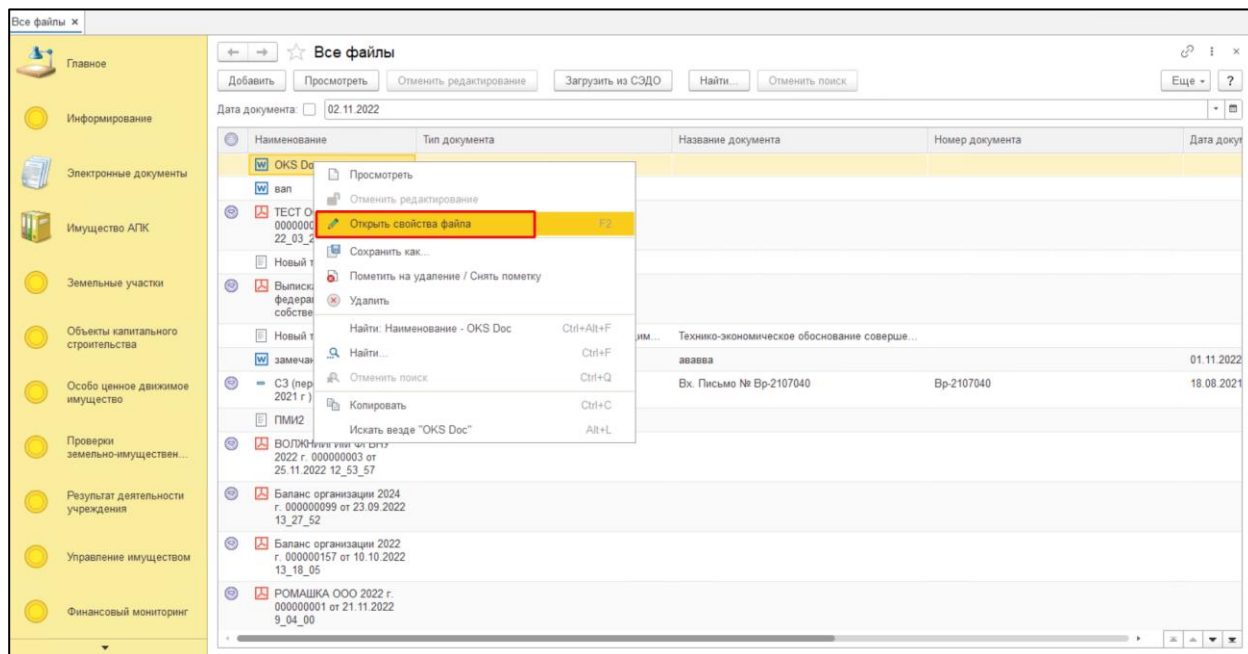 Все файлы ×
Главное
Информирование
Электронные документы
Имущество АПК
Земельные участки
Объекты капитального
строительства
Особо ценное движимое
имущество
Проверки
земельно-имуществен...
Результат деятельности
учреждения
Управление имуществом
Финансовый мониторинг
Все файлы
Добавить Просмотреть Отменить редактирование Загрузить из СЭДО Найти... Отменить поиск Еще ?
Дата документа: 02.11.2022
Наименование Тип документа Название документа Номер документа Дата докум
OKS Do
вап
ТЕСТ О
0000000
22_03_2
Новый т
Выписка
федера
собстве
Новый т им... Технико-экономическое обоснование соверше...
замечан ававва 01.11.2022
СЗ (пер Вх. Письмо № Вр-2107040 Вр-2107040 18.08.2021
2021 г )
ПМИ2
2022 г. 000000003 от
25.11.2022 12_53_57
Баланс организации 2024
г. 000000099 от 23.09.2022
13_27_52
Баланс организации 2022
г. 000000157 от 10.10.2022
13_18_05
РОМАШКА ООО 2022 г.
000000001 от 21.11.2022
9_04_00
Просмотреть
Отменить редактирование
Открыть свойства файла F2
Сохранить как...
Пометить на удаление / Снять пометку
Удалить
Найти: Наименование - OKS Doc Ctrl+Alt+F
Найти... Ctrl+F
Отменить поиск Ctrl+Q
Копировать Ctrl+C
Искать везде "OKS Doc" Alt+L